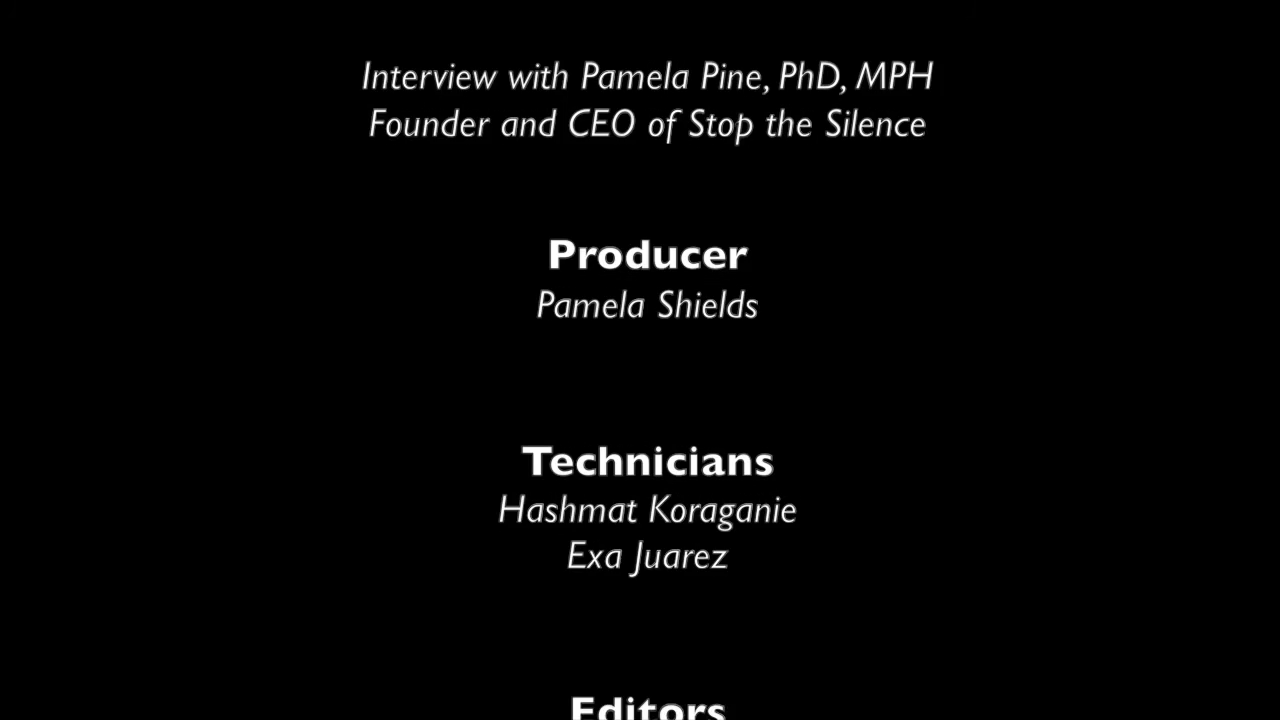 Interview with Pamela Pine, PhD, MPH
Founder and CEO of Stop the Silence
Producer
Pamela Shields
Technicians
Hashmat Koraganie
Exa Juarez
Editors